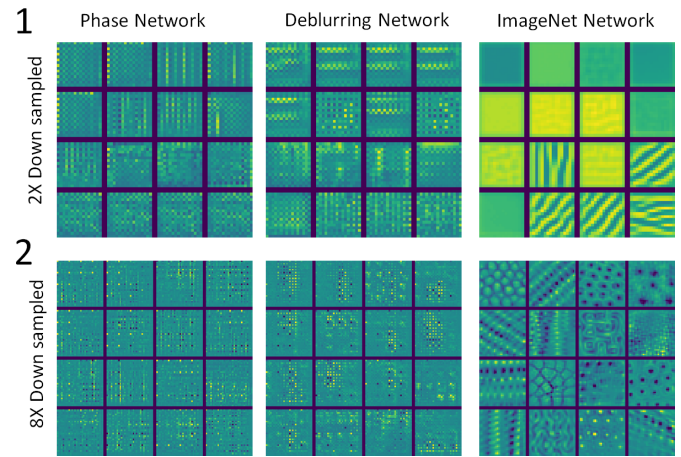 1
Phase Network
Deblurring Network
ImageNet Network
2X Down sampled
2
8X Down sampled